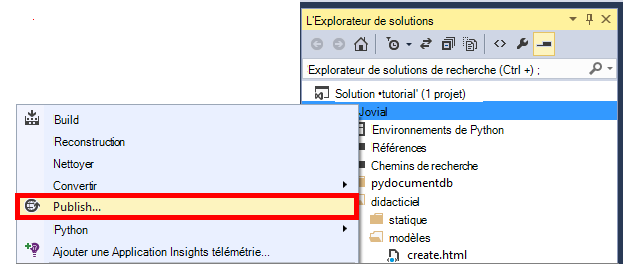 L'Explorateur de solutions
Explorateur de solutions de recherche (Ctrl +) ;
Solution •tutorial' (1 projet)
Jovial
Environnements de Python
Références
Chemins de recherche
pydocumentdb
didacticiel
statique
modèles
create.html
Build
Reconstruction
Nettoyer
Convertir
Publish...
Python
Ajouter une Application Insights télémétrie...